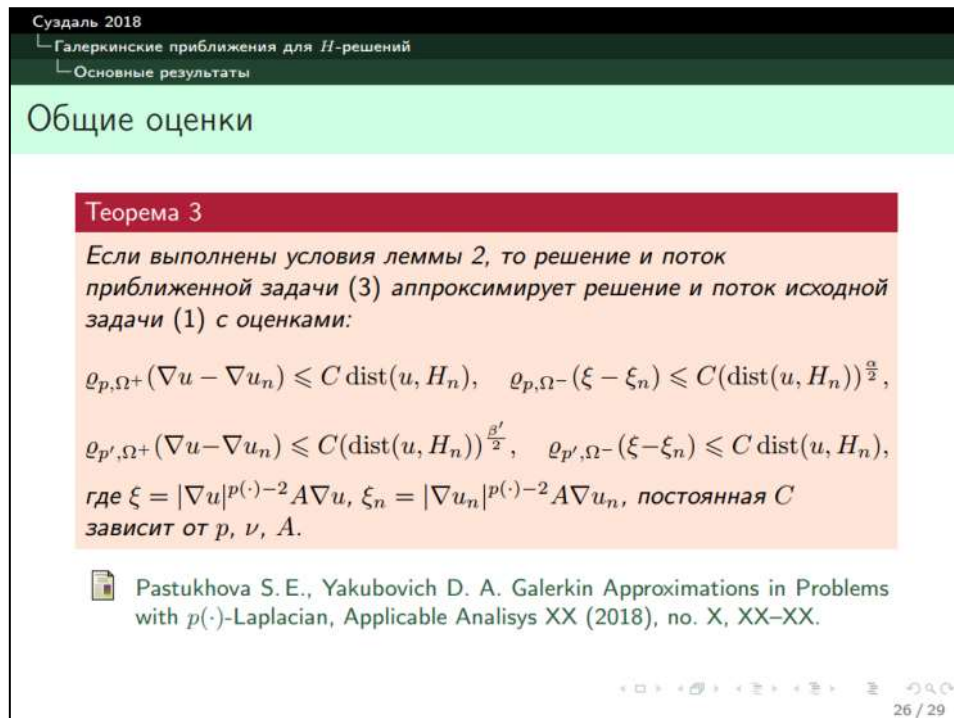 Суздаль 2018
Галеркинские приближения для H-решений
Основные результаты
Общие оценки
Теорема 3
Если выполнены условия леммы 2, то решение и поток
приближенной задачи (3) аппроксимирует решение и поток исходной
задачи (1) с оценками:
ϱ_{p,Ω⁺}(∇u − ∇u_n) ⩽ C dist(u, H_n), ϱ_{p,Ω⁻}(ξ − ξ_n) ⩽ C(dist(u, H_n))^{α/2},
ϱ_{p′,Ω⁺}(∇u−∇u_n) ⩽ C(dist(u, H_n))^{β′/2}, ϱ_{p′,Ω⁻}(ξ−ξ_n) ⩽ C dist(u, H_n),
где ξ = |∇u|^{p(·)−2}A∇u, ξ_n = |∇u_n|^{p(·)−2}A∇u_n, постоянная C
зависит от p, ν, A.
Pastukhova S. E., Yakubovich D. A. Galerkin Approximations in Problems
with p(·)-Laplacian, Applicable Analisys XX (2018), no. X, XX–XX.
26 / 29